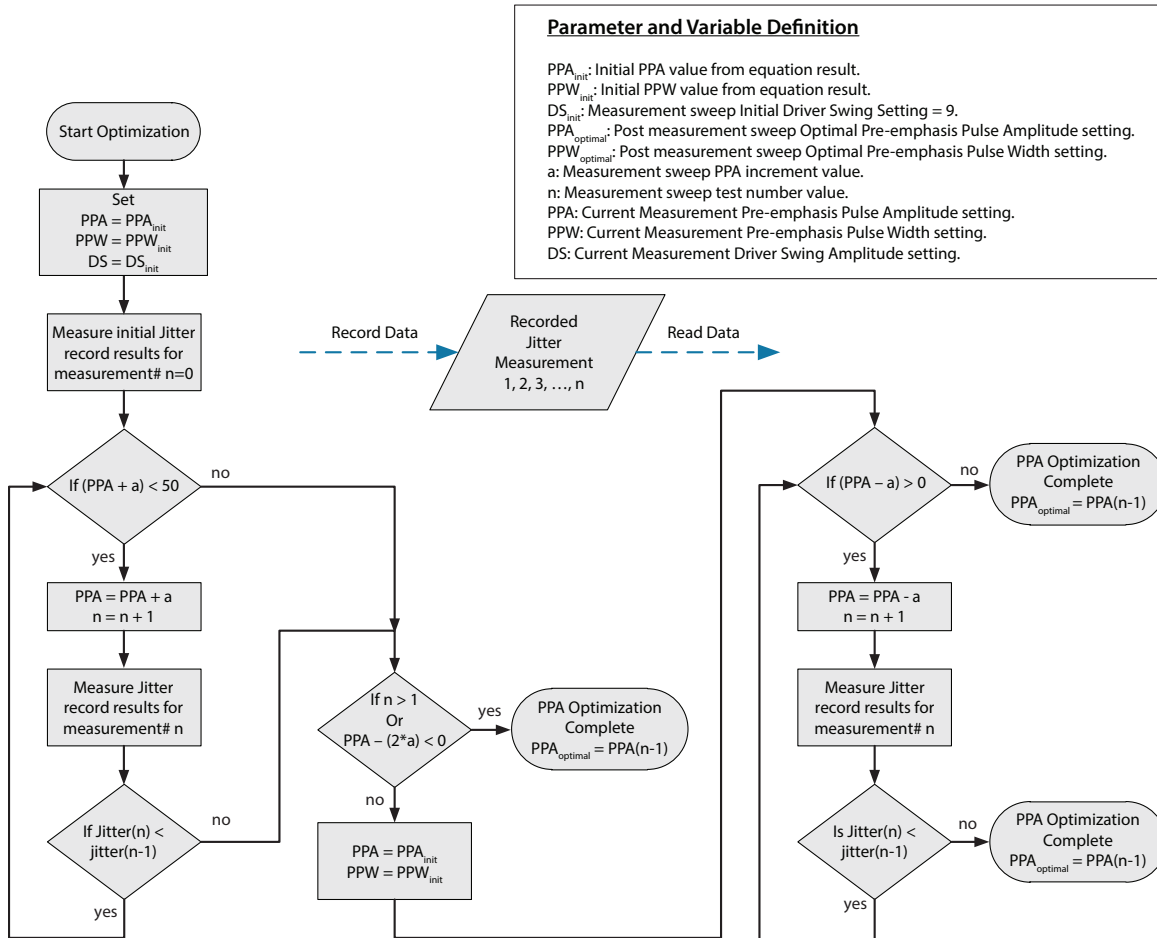 Parameter and Variable Definition
PPAinit: Initial PPA value from equation result.
PPWinit: Initial PPW value from equation result.
DSinit: Measurement sweep Initial Driver Swing Setting = 9.
PPAoptimal: Post measurement sweep Optimal Pre-emphasis Pulse Amplitude setting.
PPWoptimal: Post measurement sweep Optimal Pre-emphasis Pulse Width setting.
a: Measurement sweep PPA increment value.
n: Measurement sweep test number value.
PPA: Current Measurement Pre-emphasis Pulse Amplitude setting.
PPW: Current Measurement Pre-emphasis Pulse Width setting.
DS: Current Measurement Driver Swing Amplitude setting.
Start Optimization
Set
PPA = PPAinit
PPW = PPWinit
DS = DSinit
Measure initial Jitter
record results for
measurement# n=0
Record Data
Recorded
Jitter
Measurement
1, 2, 3, …, n
Read Data
If (PPA + a) < 50
no
yes
PPA = PPA + a
n = n + 1
Measure Jitter
record results for
measurement# n
If Jitter(n) <
jitter(n-1)
no
yes
If n > 1
Or
PPA – (2*a) < 0
yes
no
PPA Optimization
Complete
PPAoptimal = PPA(n-1)
PPA = PPAinit
PPW = PPWinit
If (PPA – a) > 0
no
yes
PPA Optimization
Complete
PPAoptimal = PPA(n-1)
PPA = PPA - a
n = n + 1
Measure Jitter
record results for
measurement# n
Is Jitter(n) <
jitter(n-1)
no
yes
PPA Optimization
Complete
PPAoptimal = PPA(n-1)